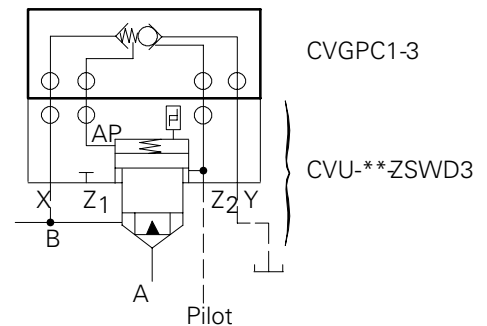 CVGPC1-3
AP
CVU-**-ZSWD3
X Z1 Z2 Y
B
A
Pilot